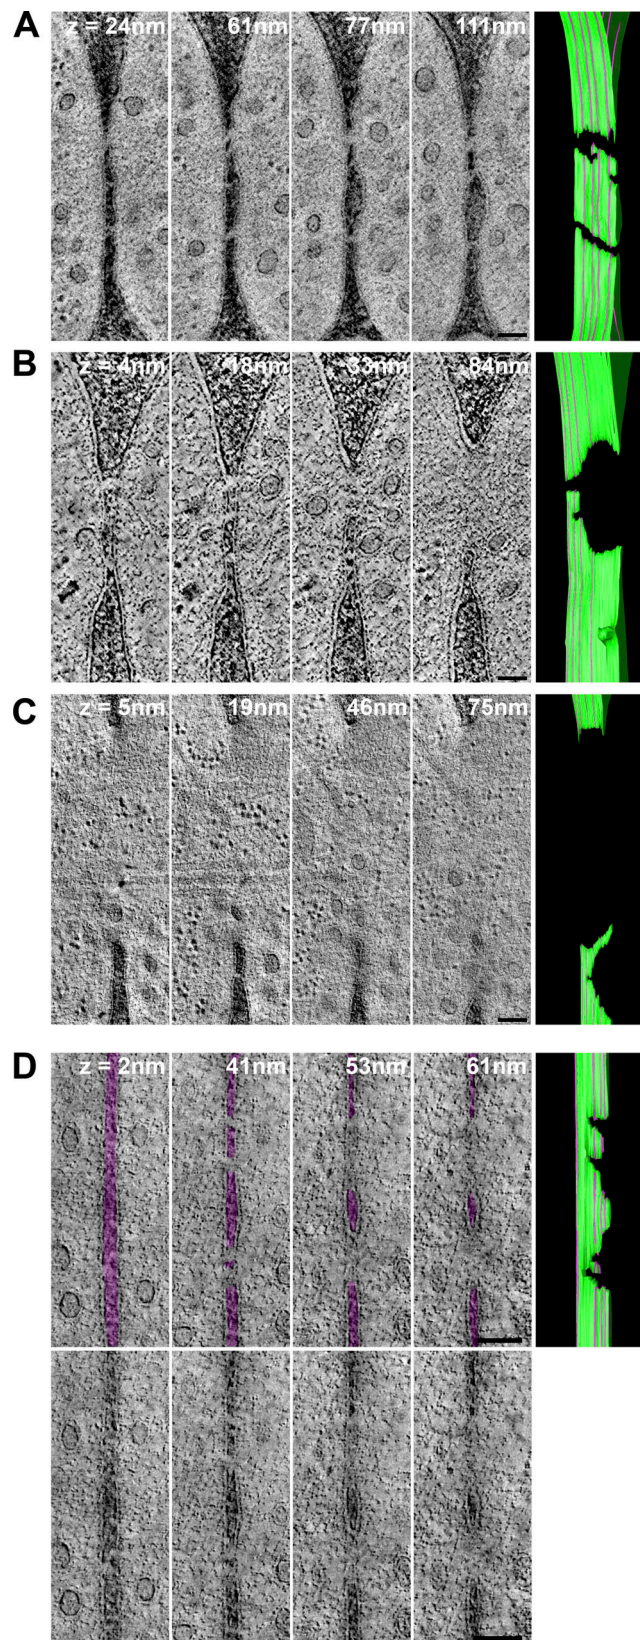 A
z = 24nm 61nm 77nm 111nm
B
z = 4nm 18nm 33nm 84nm
C
z = 5nm 19nm 46nm 75nm
D
z = 2nm 41nm 53nm 61nm